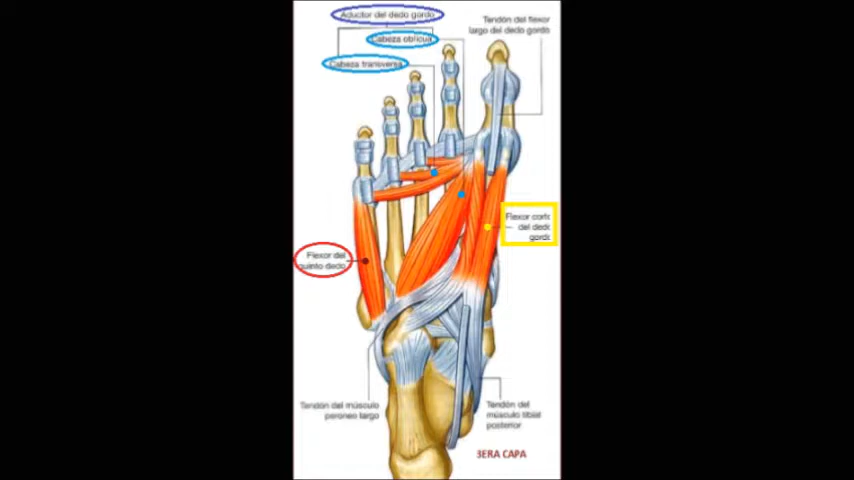 Aductor del dedo gordo
Cabeza oblicua
Cabeza transversa
Tendón del flexor
largo del dedo gordo
Flexor corto
del dedo
gordo
Flexor del
quinto dedo
Tendón del músculo
peroneo largo
Tendón del
músculo tibial
posterior
3ERA CAPA